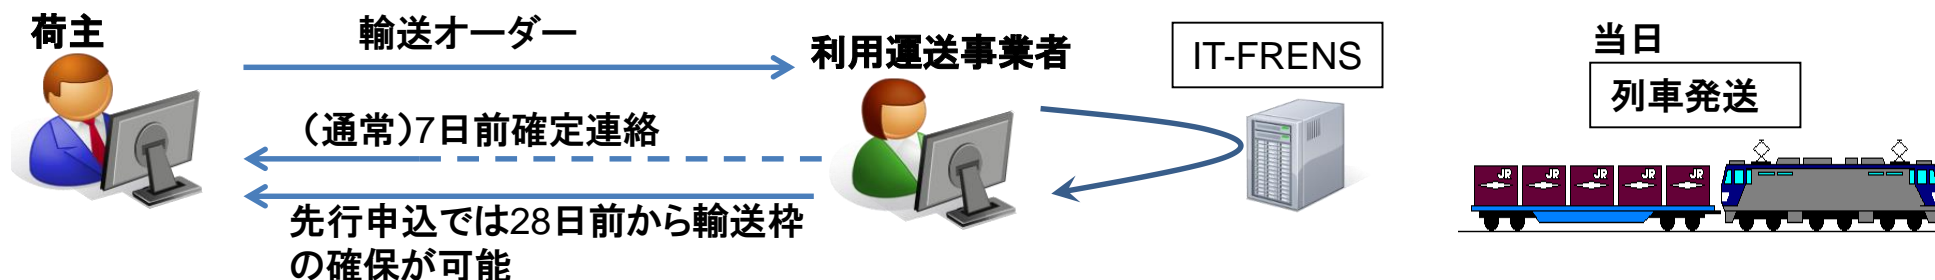 荷主
輸送オーダー
利用運送事業者
IT-FRENS
当日
列車発送
（通常）7日前確定連絡
先行申込では28日前から輸送枠
の確保が可能
JR JR JR JR JR